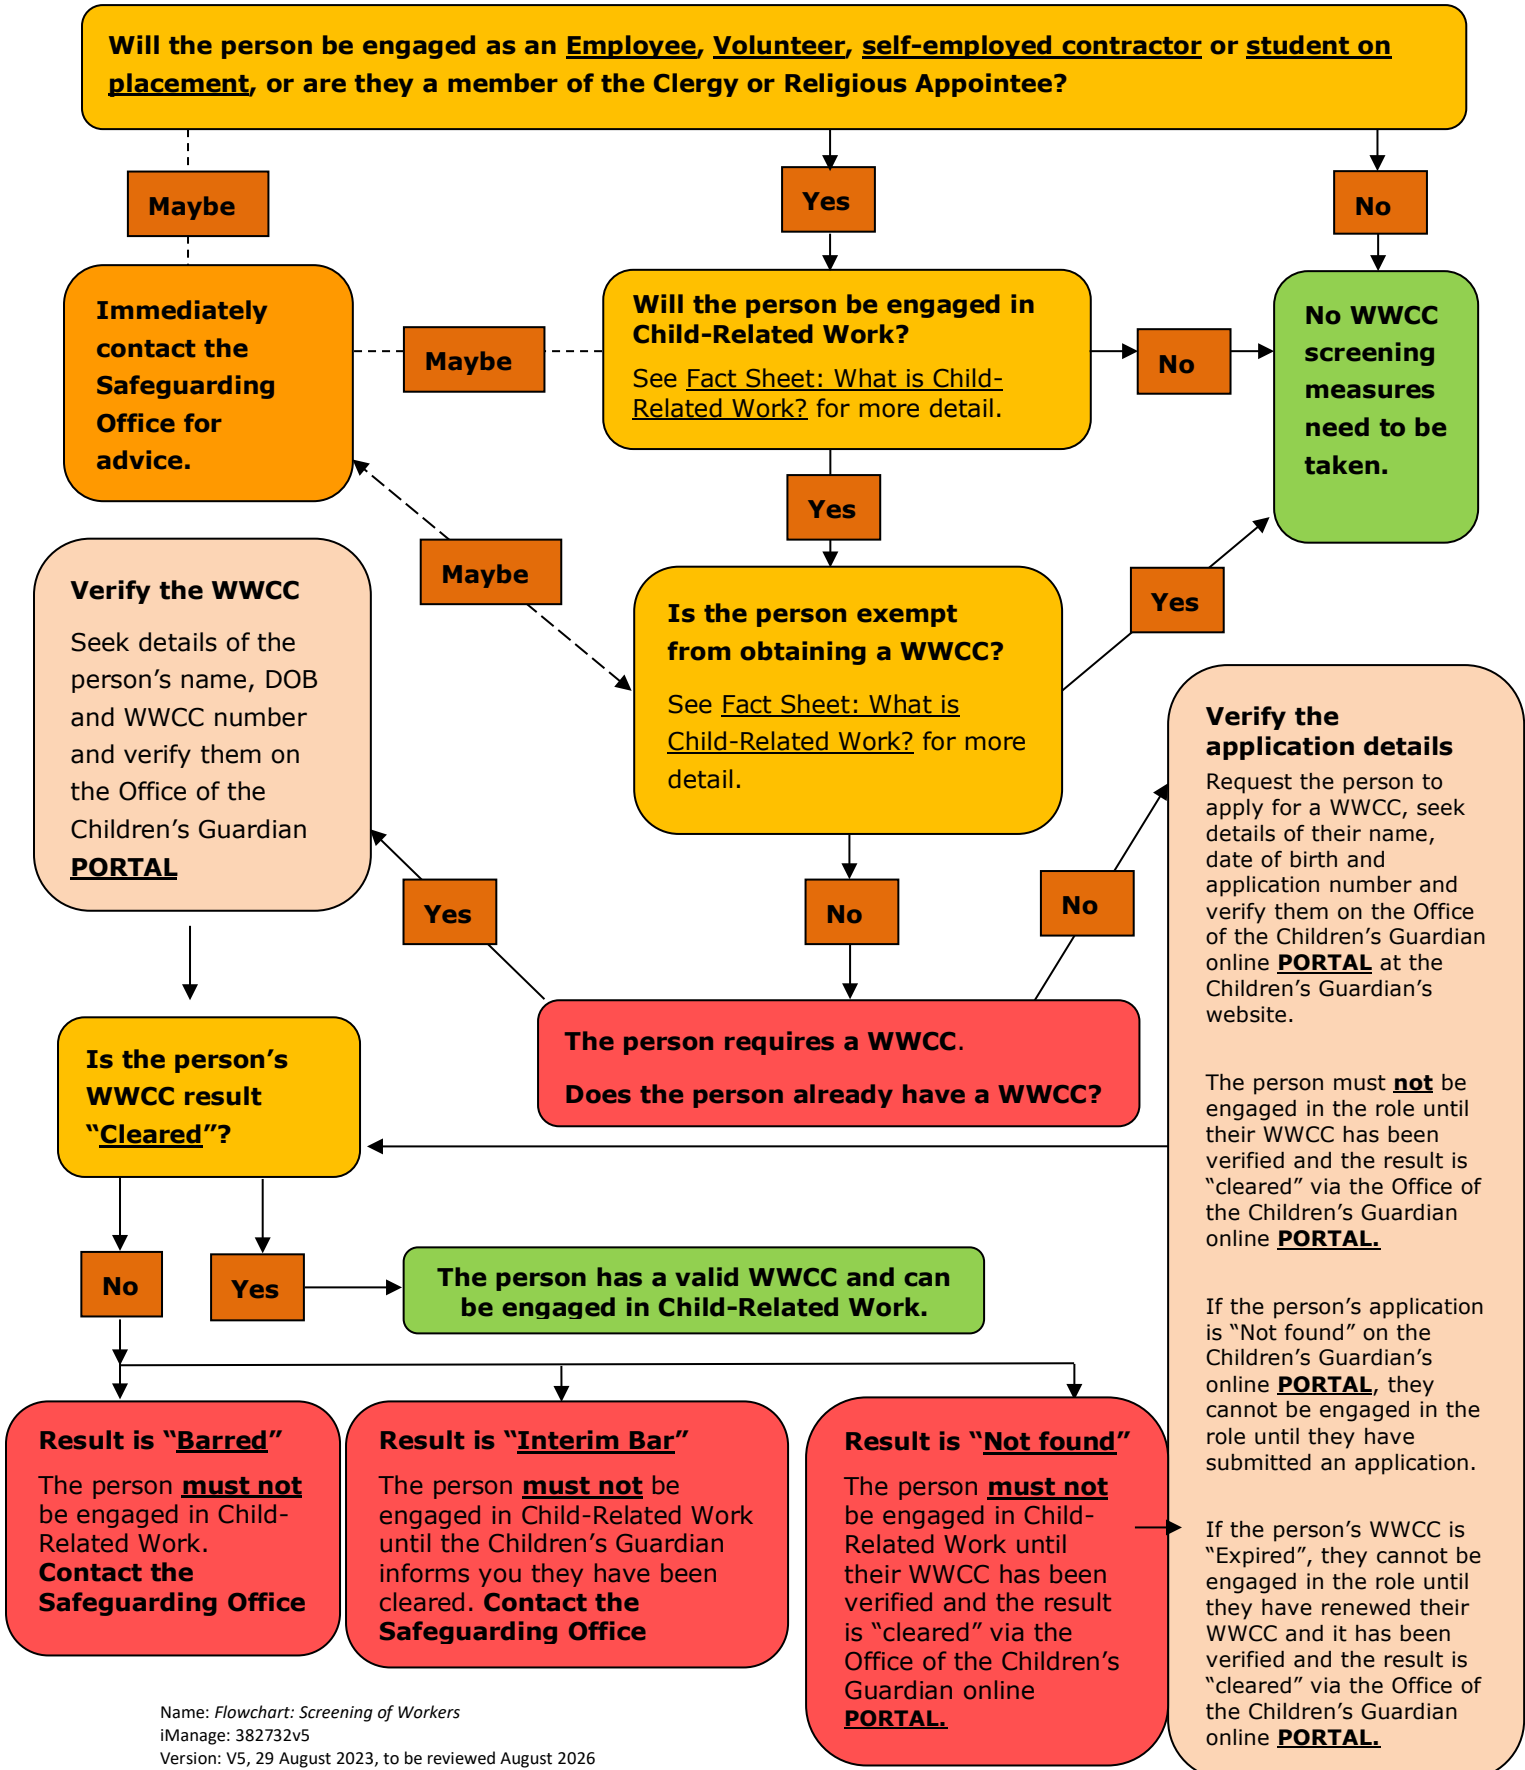 Will the person be engaged as an Employee, Volunteer, self-employed contractor or student on
placement, or are they a member of the Clergy or Religious Appointee?
Maybe
Yes
No
Immediately
contact the
Safeguarding
Office for
advice.
Maybe
Will the person be engaged in
Child-Related Work?
See Fact Sheet: What is Child-
Related Work? for more detail.
No
No WWCC
screening
measures
need to be
taken.
Yes
Maybe
Yes
Verify the WWCC
Seek details of the
person’s name, DOB
and WWCC number
and verify them on
the Office of the
Children’s Guardian
PORTAL
Is the person exempt
from obtaining a WWCC?
See Fact Sheet: What is
Child-Related Work? for more
detail.
Verify the
application details
Request the person to
apply for a WWCC, seek
details of their name,
date of birth and
application number and
verify them on the Office
of the Children’s Guardian
online PORTAL at the
Children’s Guardian’s
website.
The person must not be
engaged in the role until
their WWCC has been
verified and the result is
“cleared” via the Office of
the Children’s Guardian
online PORTAL.
If the person’s application
is “Not found” on the
Children’s Guardian’s
online PORTAL, they
cannot be engaged in the
role until they have
submitted an application.
If the person’s WWCC is
“Expired”, they cannot be
engaged in the role until
they have renewed their
WWCC and it has been
verified and the result is
“cleared” via the Office of
the Children’s Guardian
online PORTAL.
Yes
No
No
The person requires a WWCC.
Does the person already have a WWCC?
Is the person’s
WWCC result
“Cleared”?
No
Yes
The person has a valid WWCC and can
be engaged in Child-Related Work.
Result is “Barred”
The person must not
be engaged in Child-
Related Work.
Contact the
Safeguarding Office
Result is “Interim Bar”
The person must not be
engaged in Child-Related Work
until the Children’s Guardian
informs you they have been
cleared. Contact the
Safeguarding Office
Result is “Not found”
The person must not
be engaged in Child-
Related Work until
their WWCC has been
verified and the result
is “cleared” via the
Office of the Children’s
Guardian online
PORTAL.
Name: Flowchart: Screening of Workers
iManage: 382732v5
Version: V5, 29 August 2023, to be reviewed August 2026